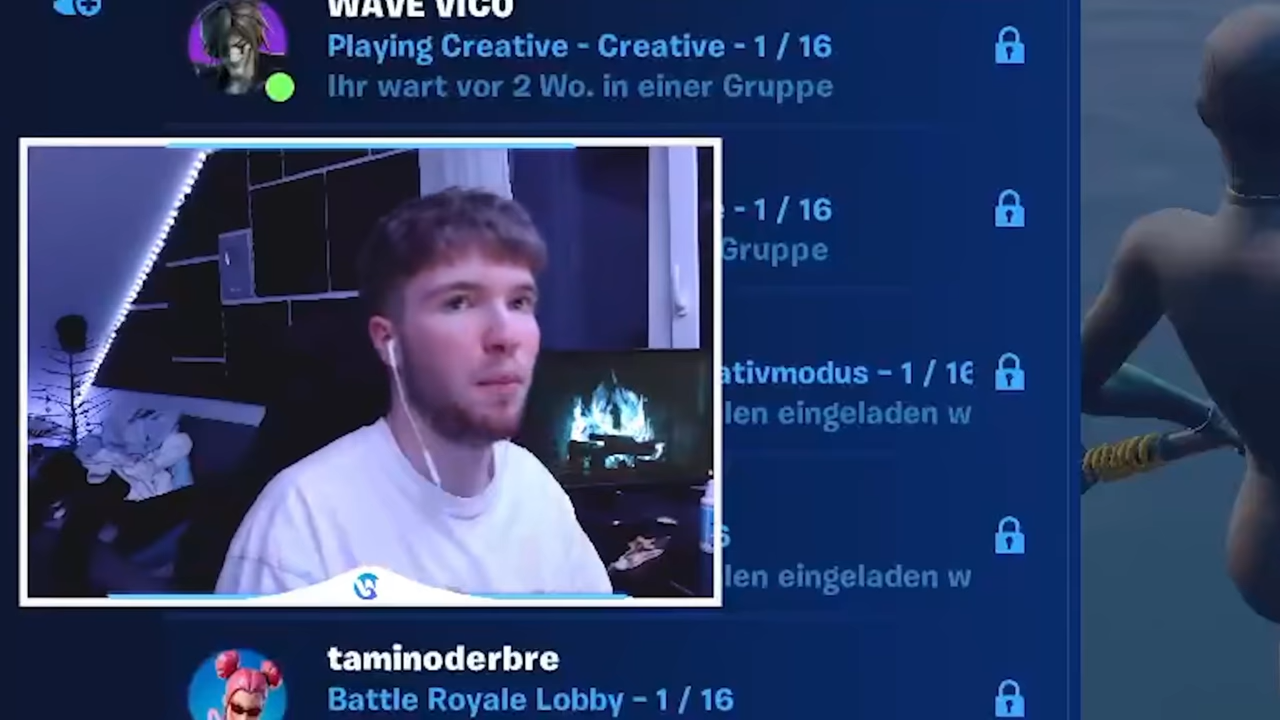 WAVE VICO
Playing Creative - Creative - 1 / 16
Ihr wart vor 2 Wo. in einer Gruppe
- 1 / 16
Gruppe
- 1 / 16
len eingeladen w
len eingeladen w
taminoderbre
Battle Royale Lobby - 1 / 16